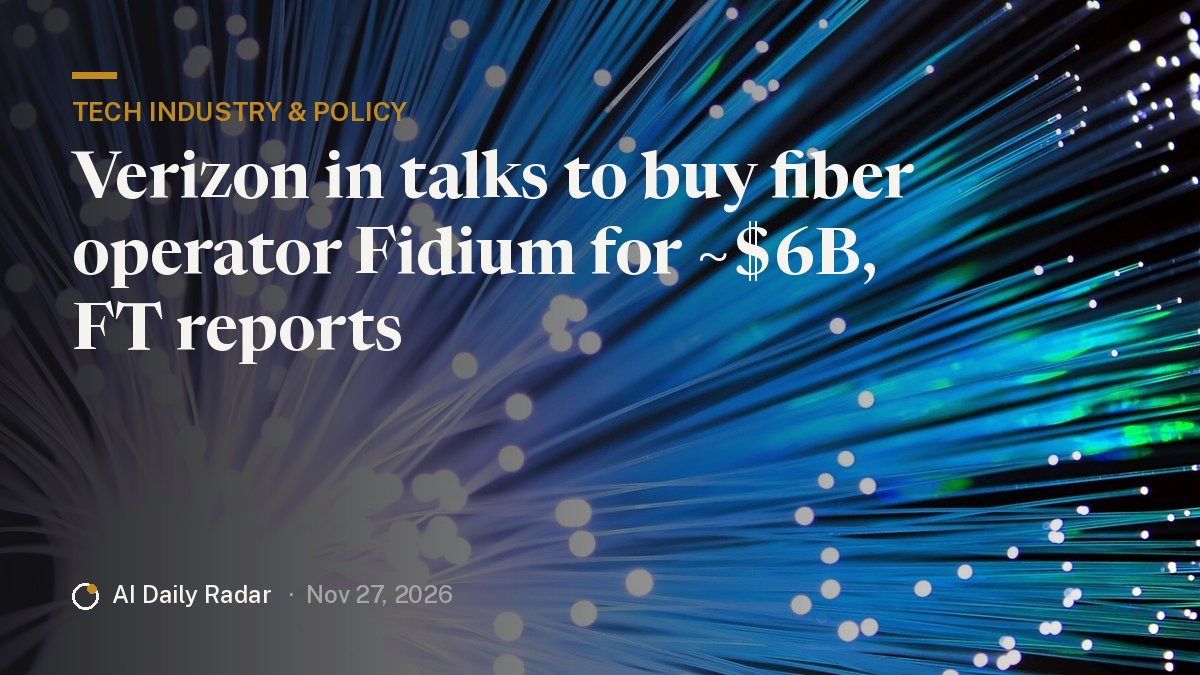 TECH INDUSTRY & POLICY
Verizon in talks to buy fiber
operator Fidium for ~$6B,
FT reports
AI Daily Radar · Nov 27, 2026